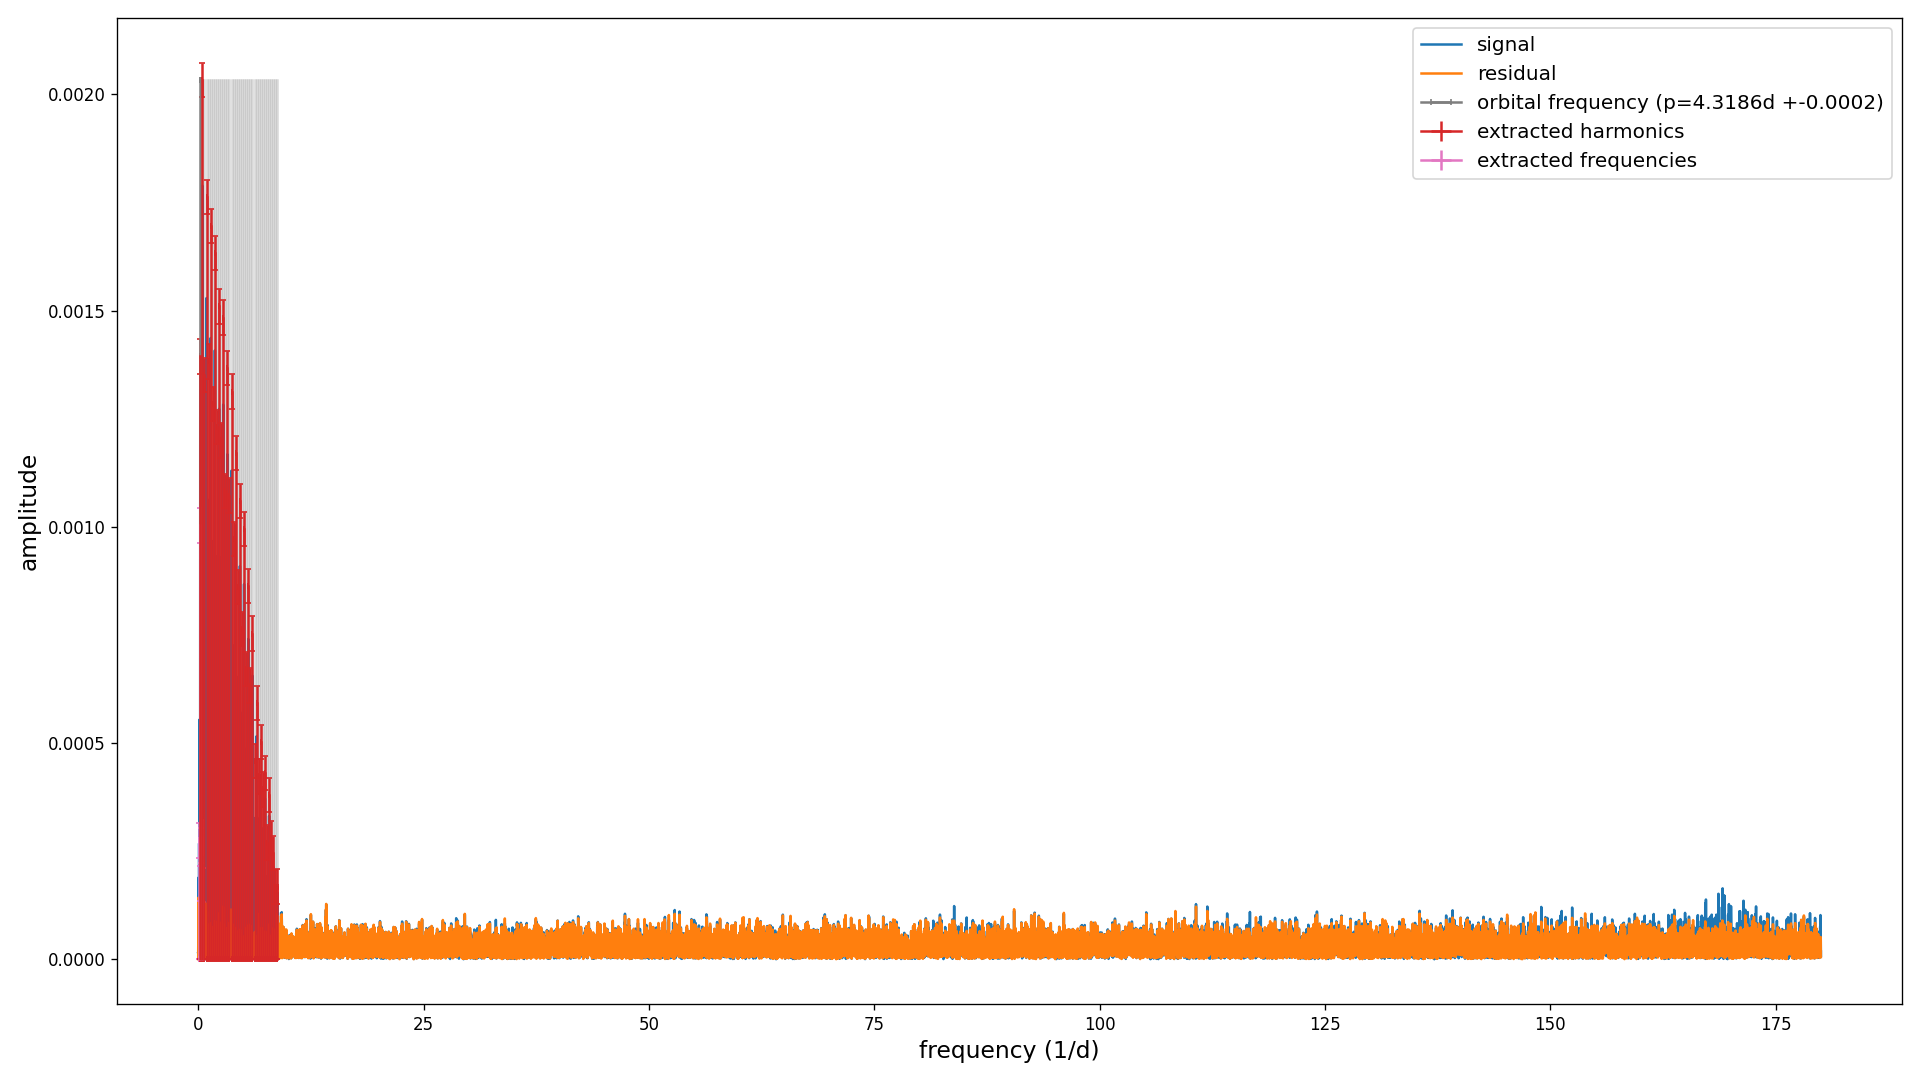 signal
residual
orbital frequency (p=4.3186d +-0.0002)
extracted harmonics
extracted frequencies
0.0020
0.0015
0.0010
0.0005
0.0000
amplitude
0 25 50 75 100 125 150 175
frequency (1/d)